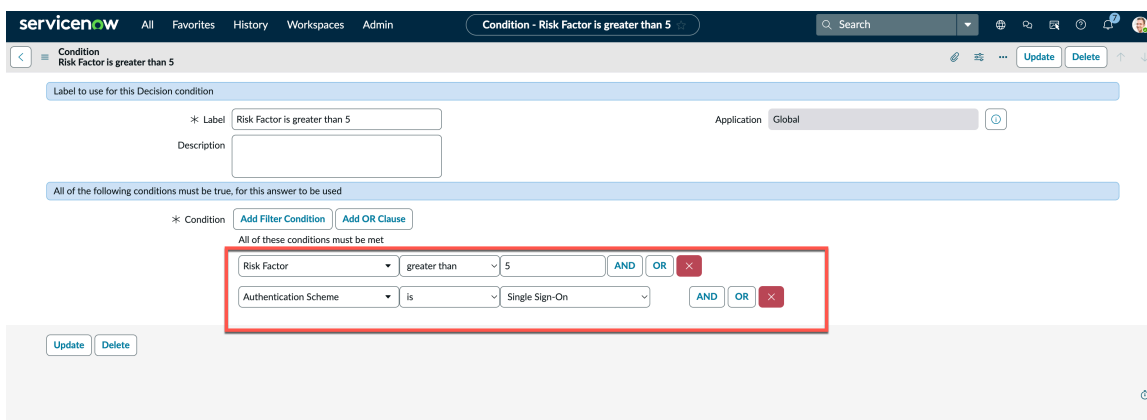 servicenow All Favorites History Workspaces Admin Condition - Risk Factor is greater than 5 Search 7
Condition
Risk Factor is greater than 5 Update Delete
Label to use for this Decision condition
Label Risk Factor is greater than 5 Application Global
Description
All of the following conditions must be true, for this answer to be used
Condition Add Filter Condition Add OR Clause
All of these conditions must be met
Risk Factor greater than 5 AND OR
Authentication Scheme is Single Sign-On AND OR
Update Delete